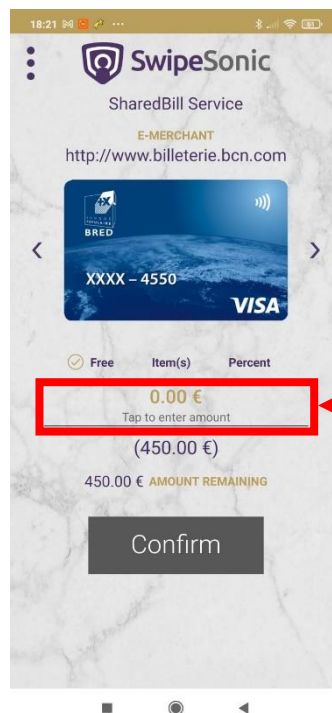 18:21
SwipeSonic
SharedBill Service
E-MERCHANT
http://www.billeterie.bcn.com
BRED
XXXX – 4550
VISA
Free Item(s) Percent
0.00 €
Tap to enter amount
(450.00 €)
450.00 € AMOUNT REMAINING
Confirm